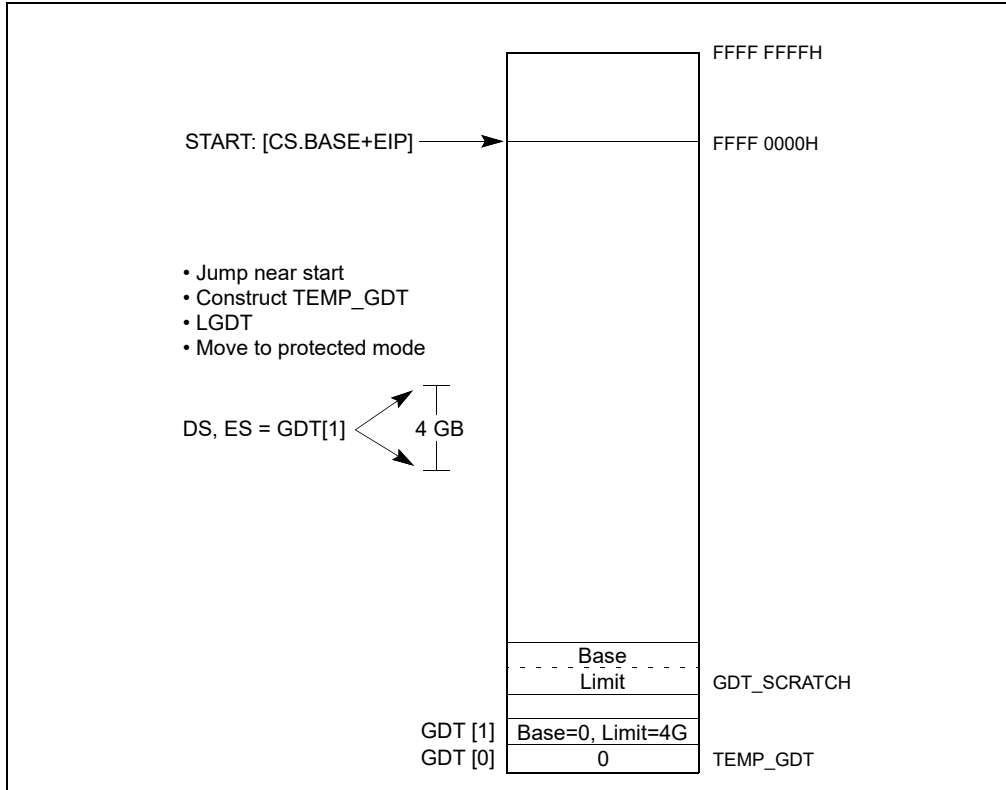 FFFF FFFFH
START: [CS.BASE+EIP]
FFFF 0000H
• Jump near start
• Construct TEMP_GDT
• LGDT
• Move to protected mode
DS, ES = GDT[1]
4 GB
Base
Limit
GDT_SCRATCH
GDT [1]
Base=0, Limit=4G
GDT [0]
0
TEMP_GDT